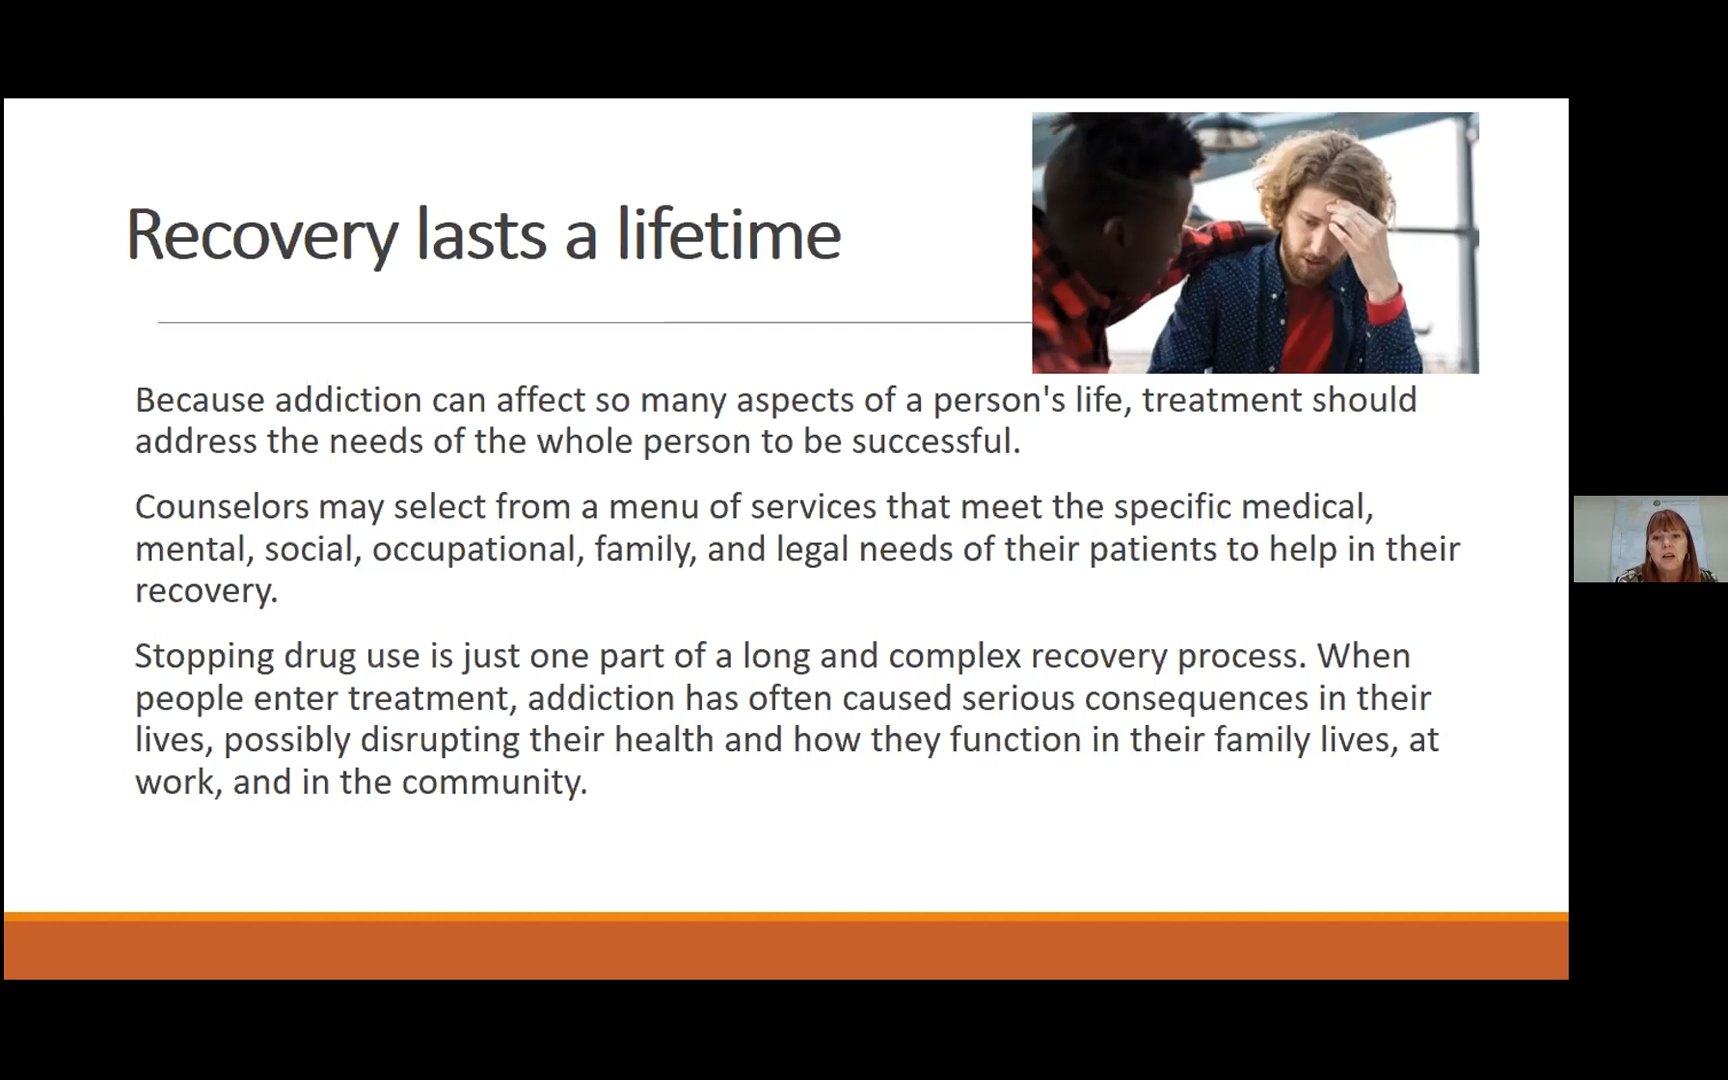 Recovery lasts a lifetime
Because addiction can affect so many aspects of a person's life, treatment should
address the needs of the whole person to be successful.
Counselors may select from a menu of services that meet the specific medical,
mental, social, occupational, family, and legal needs of their patients to help in their
recovery.
Stopping drug use is just one part of a long and complex recovery process. When
people enter treatment, addiction has often caused serious consequences in their
lives, possibly disrupting their health and how they function in their family lives, at
work, and in the community.